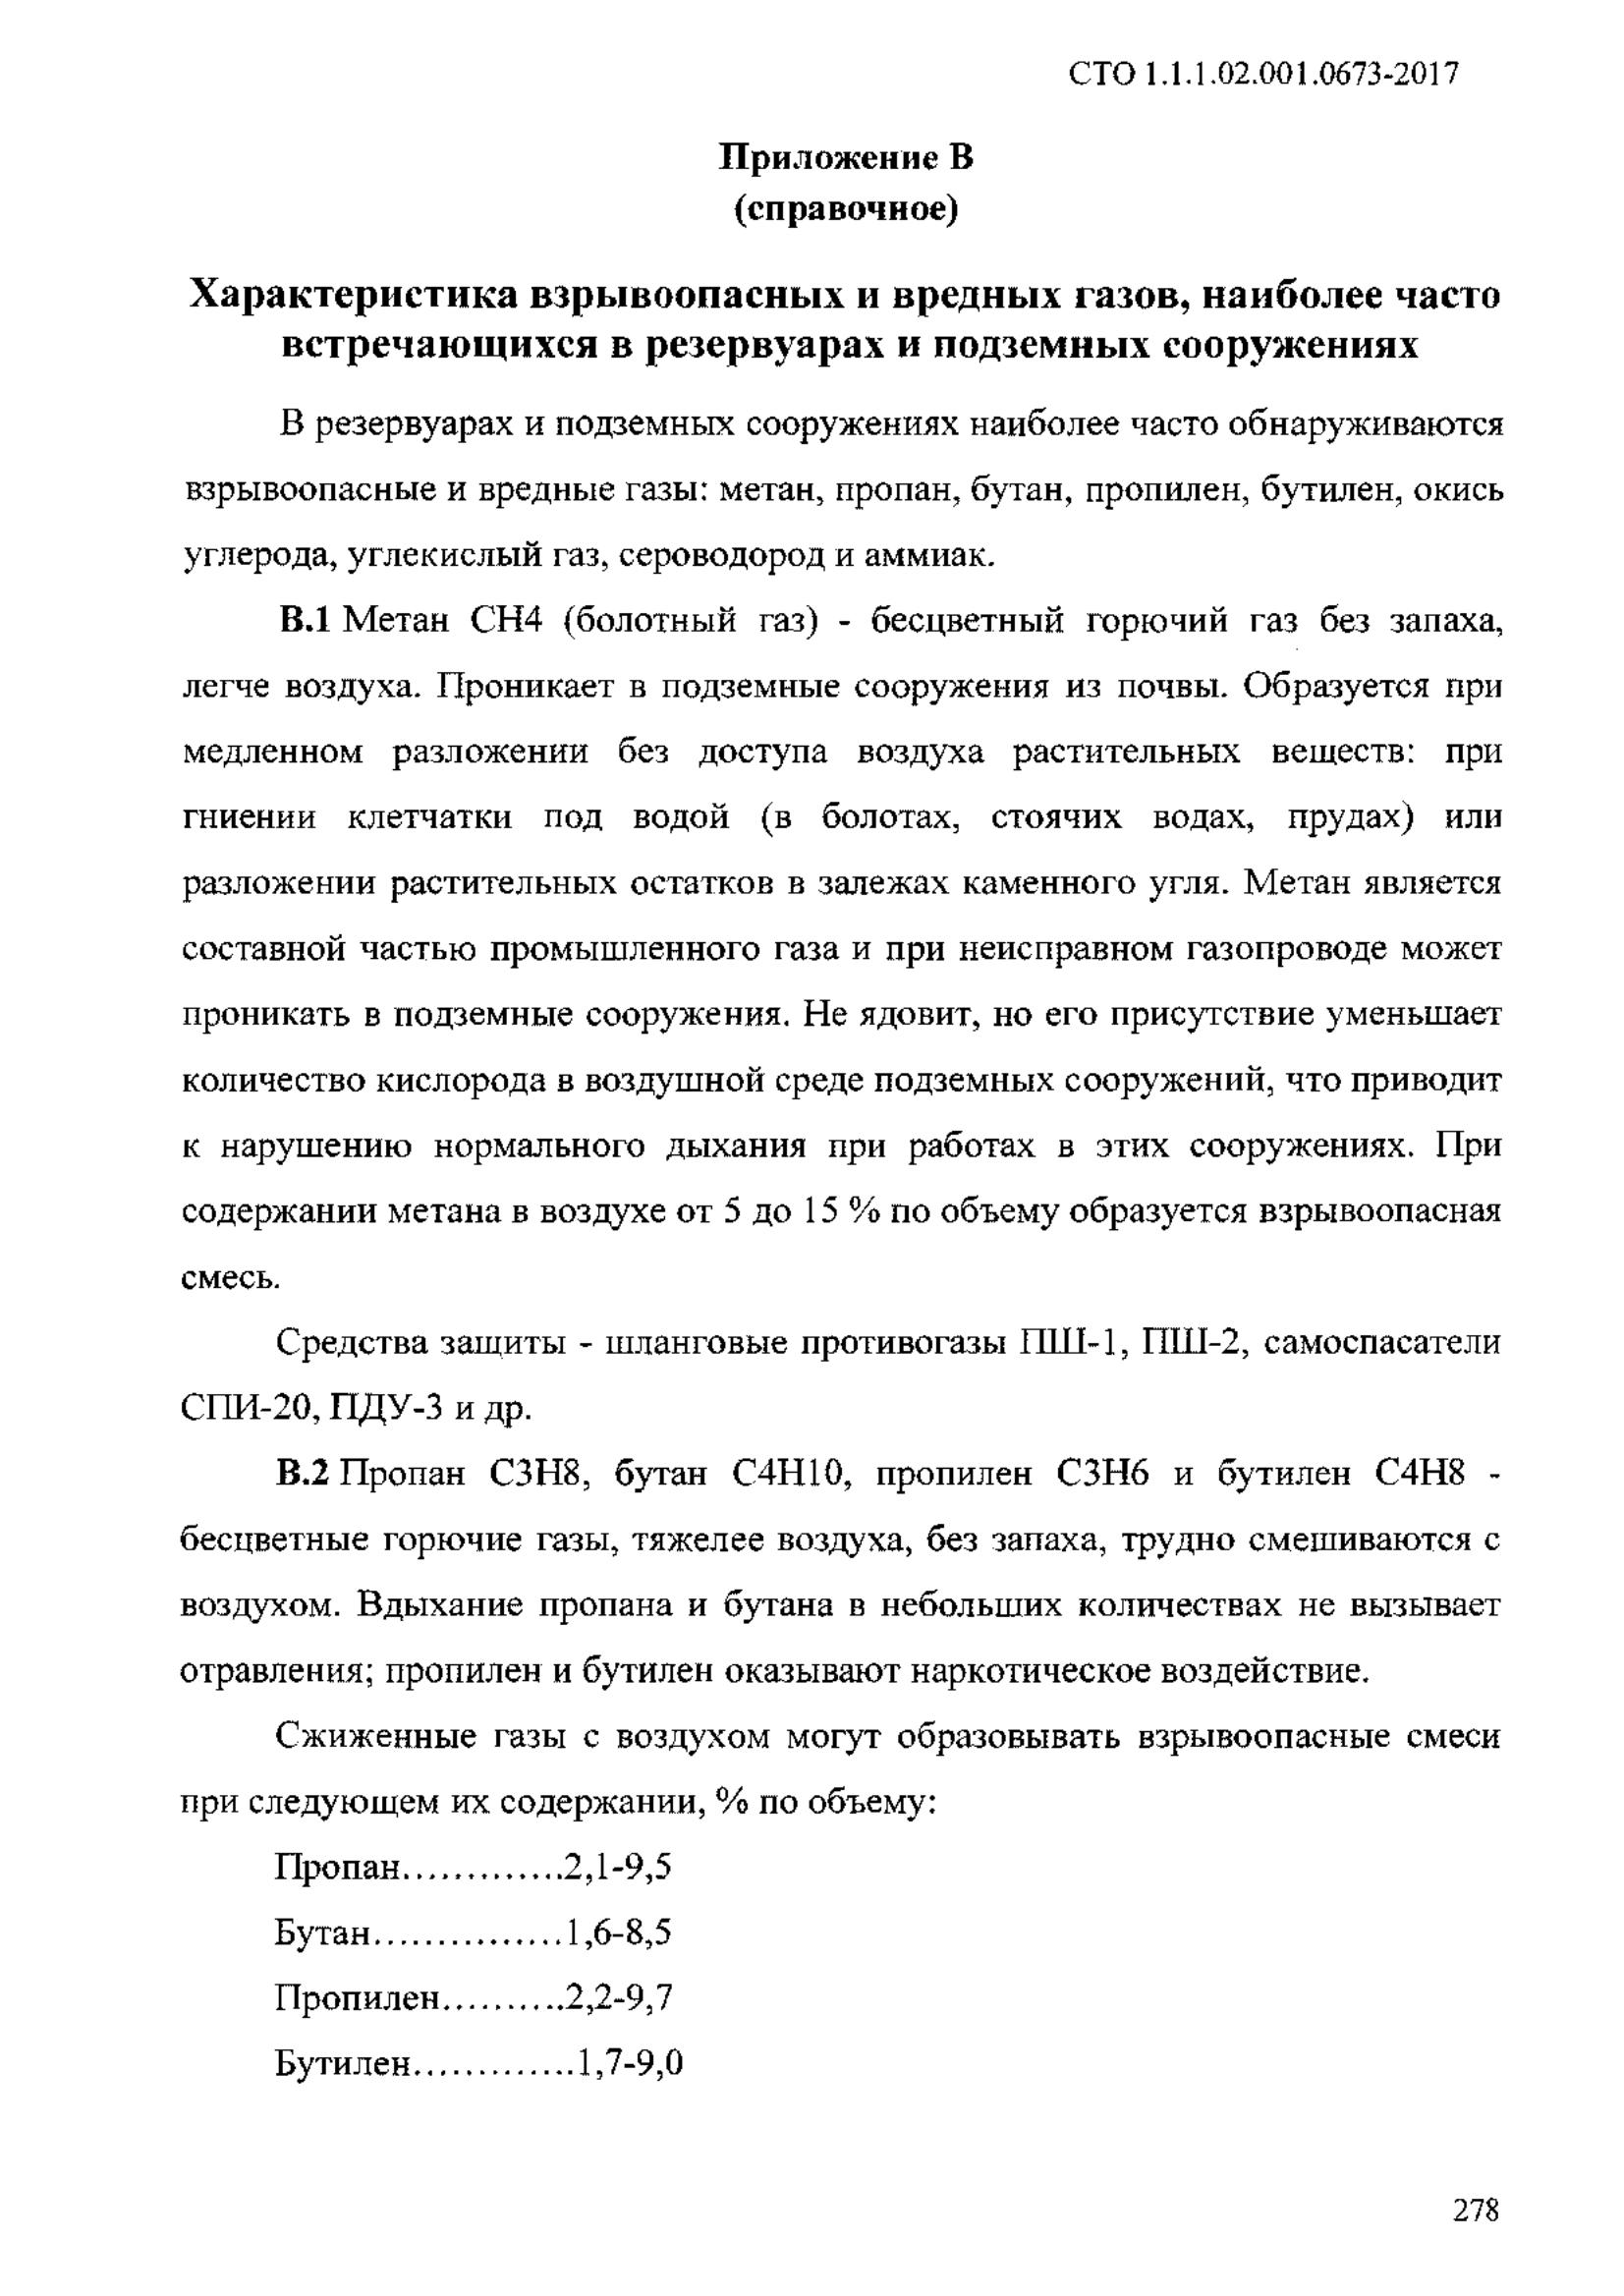 СТО 1.1.1.02.001.0673-2017
Приложение В
(справочное)
Характеристика взрывоопасных и вредных газов, наиболее часто
встречающихся в резервуарах и подземных сооружениях
В резервуарах и подземных сооружениях наиболее часто обнаруживаются
взрывоопасные и вредные газы: метан, пропан, бутан, пропилен, бутилен, окись
углерода, углекислый газ, сероводород и аммиак.
В.1 Метан СН4 (болотный газ) - бесцветный горючий газ без запаха,
легче воздуха. Проникает в подземные сооружения из почвы. Образуется при
медленном разложении без доступа воздуха растительных веществ: при
гниении клетчатки под водой (в болотах, стоячих водах, прудах) или
разложении растительных остатков в залежах каменного угля. Метан является
составной частью промышленного газа и при неисправном газопроводе может
проникать в подземные сооружения. Не ядовит, но его присутствие уменьшает
количество кислорода в воздушной среде подземных сооружений, что приводит
к нарушению нормального дыхания при работах в этих сооружениях. При
содержании метана в воздухе от 5 до 15 % по объему образуется взрывоопасная
смесь.
Средства защиты - шланговые противогазы ПШ-1, ПШ-2, самоспасатели
СПИ-20, ПДУ-3 и др.
В.2 Пропан С3Н8, бутан С4Н10, пропилен С3Н6 и бутилен С4Н8 -
бесцветные горючие газы, тяжелее воздуха, без запаха, трудно смешиваются с
воздухом. Вдыхание пропана и бутана в небольших количествах не вызывает
отравления; пропилен и бутилен оказывают наркотическое воздействие.
Сжиженные газы с воздухом могут образовывать взрывоопасные смеси
при следующем их содержании, % по объему:
Пропан.............2,1-9,5
Бутан...............1,6-8,5
Пропилен..........2,2-9,7
Бутилен.............1,7-9,0
278